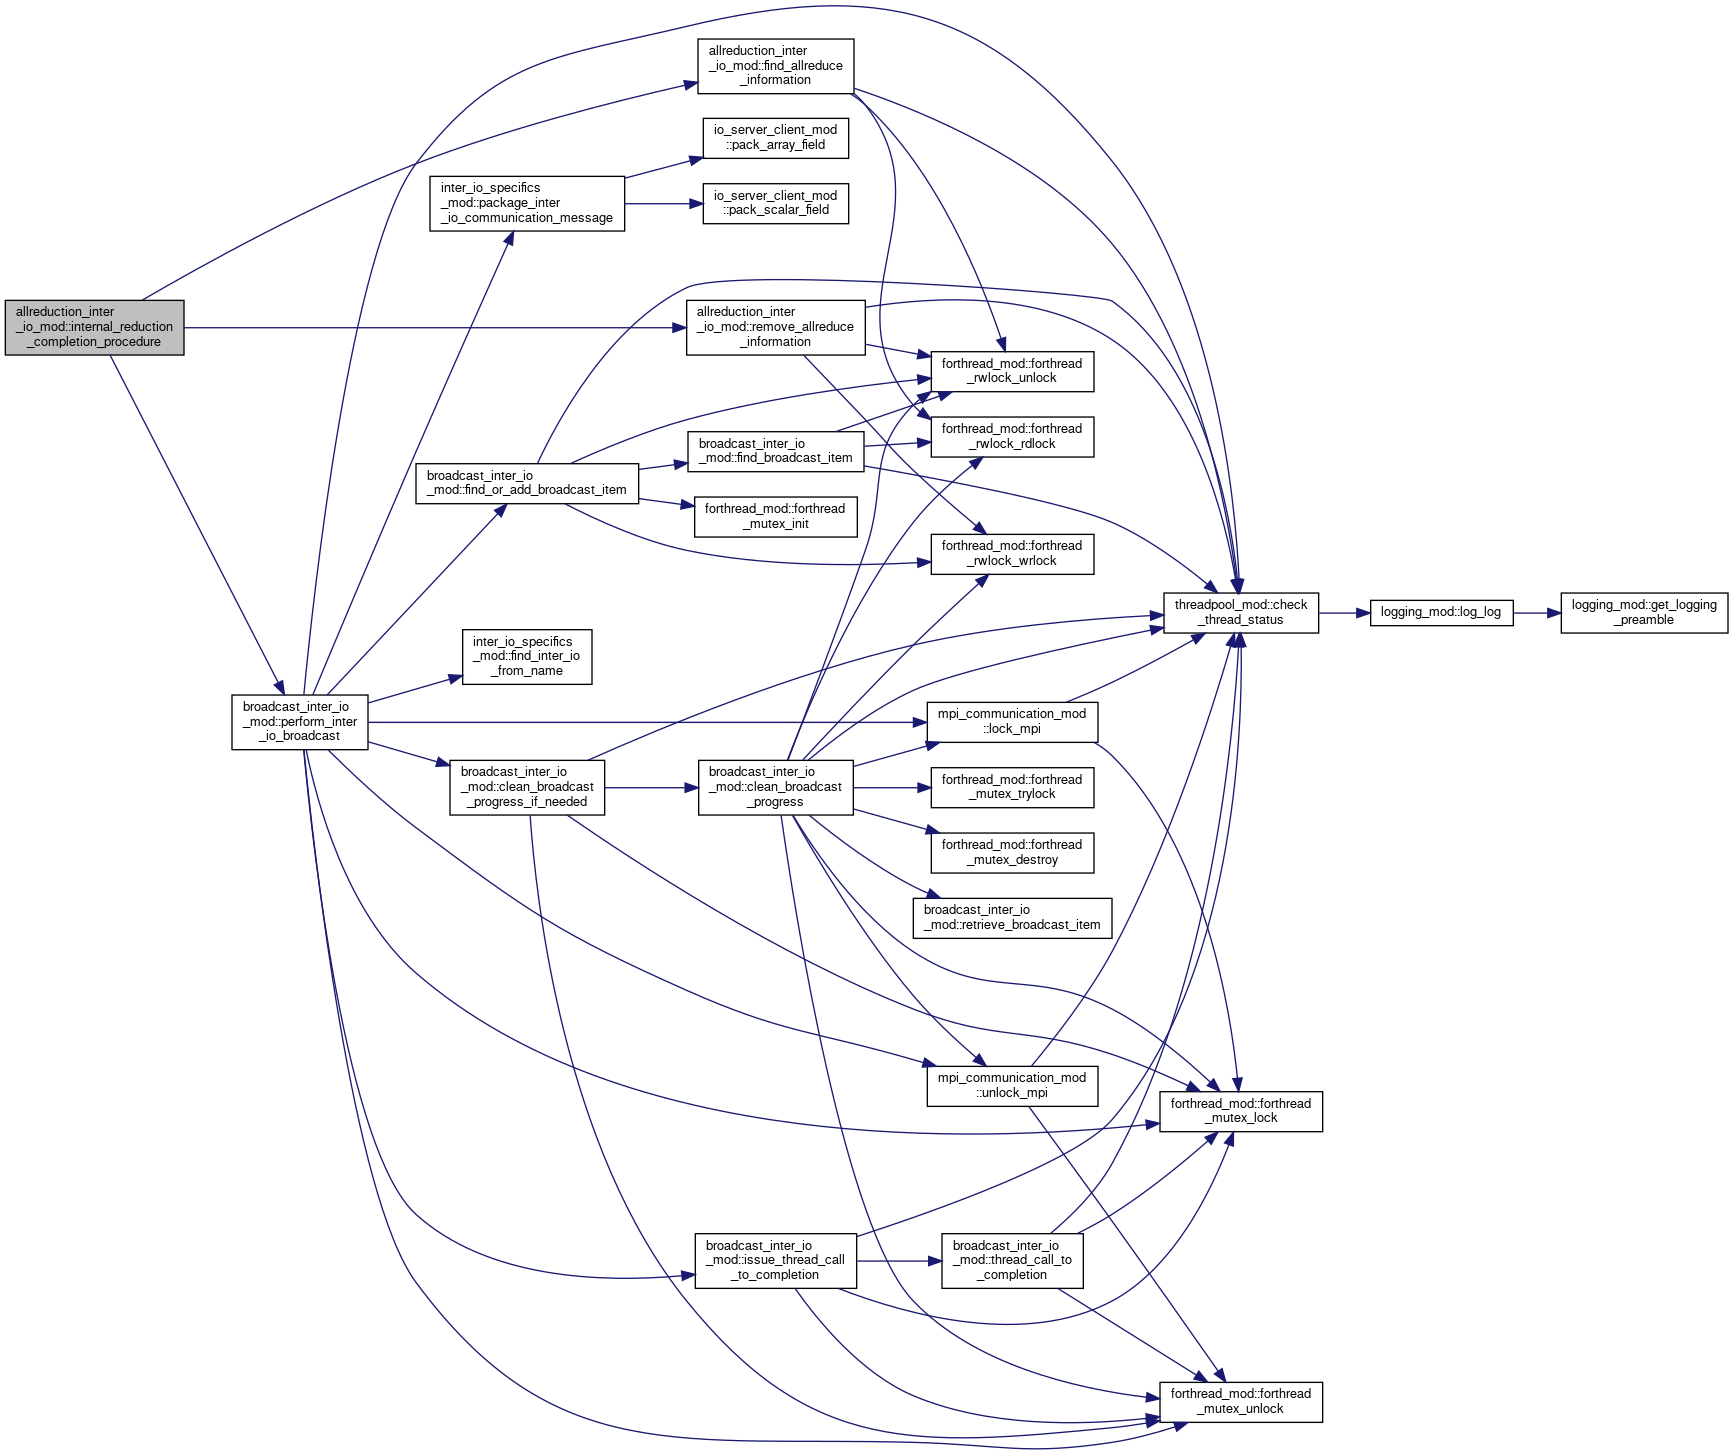 allreduction_inter
_io_mod::find_allreduce
_information
io_server_client_mod
::pack_array_field
inter_io_specifics
_mod::package_inter
_io_communication_message
io_server_client_mod
::pack_scalar_field
allreduction_inter
_io_mod::internal_reduction
_completion_procedure
allreduction_inter
_io_mod::remove_allreduce
_information
forthread_mod::forthread
_rwlock_unlock
forthread_mod::forthread
_rwlock_rdlock
broadcast_inter_io
_mod::find_broadcast_item
broadcast_inter_io
_mod::find_or_add_broadcast_item
forthread_mod::forthread
_mutex_init
forthread_mod::forthread
_rwlock_wrlock
threadpool_mod::check
_thread_status
logging_mod::log_log
logging_mod::get_logging
_preamble
inter_io_specifics
_mod::find_inter_io
_from_name
broadcast_inter_io
_mod::perform_inter
_io_broadcast
mpi_communication_mod
::lock_mpi
broadcast_inter_io
_mod::clean_broadcast
_progress_if_needed
broadcast_inter_io
_mod::clean_broadcast
_progress
forthread_mod::forthread
_mutex_trylock
forthread_mod::forthread
_mutex_destroy
broadcast_inter_io
_mod::retrieve_broadcast_item
mpi_communication_mod
::unlock_mpi
forthread_mod::forthread
_mutex_lock
broadcast_inter_io
_mod::issue_thread_call
_to_completion
broadcast_inter_io
_mod::thread_call_to
_completion
forthread_mod::forthread
_mutex_unlock